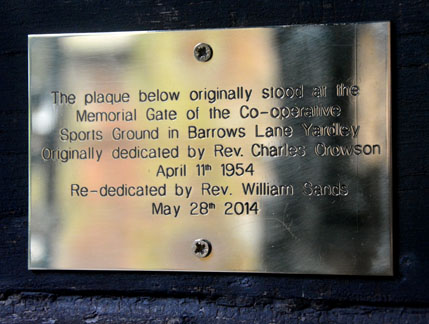 The plaque below originally stood at the
Memorial Gate of the Co-operative
Sports Ground in Barrows Lane Yardley
Originally dedicated by Rev. Charles Crowson
April 11th 1954
Re-dedicated by Rev. William Sands
May 28th 2014